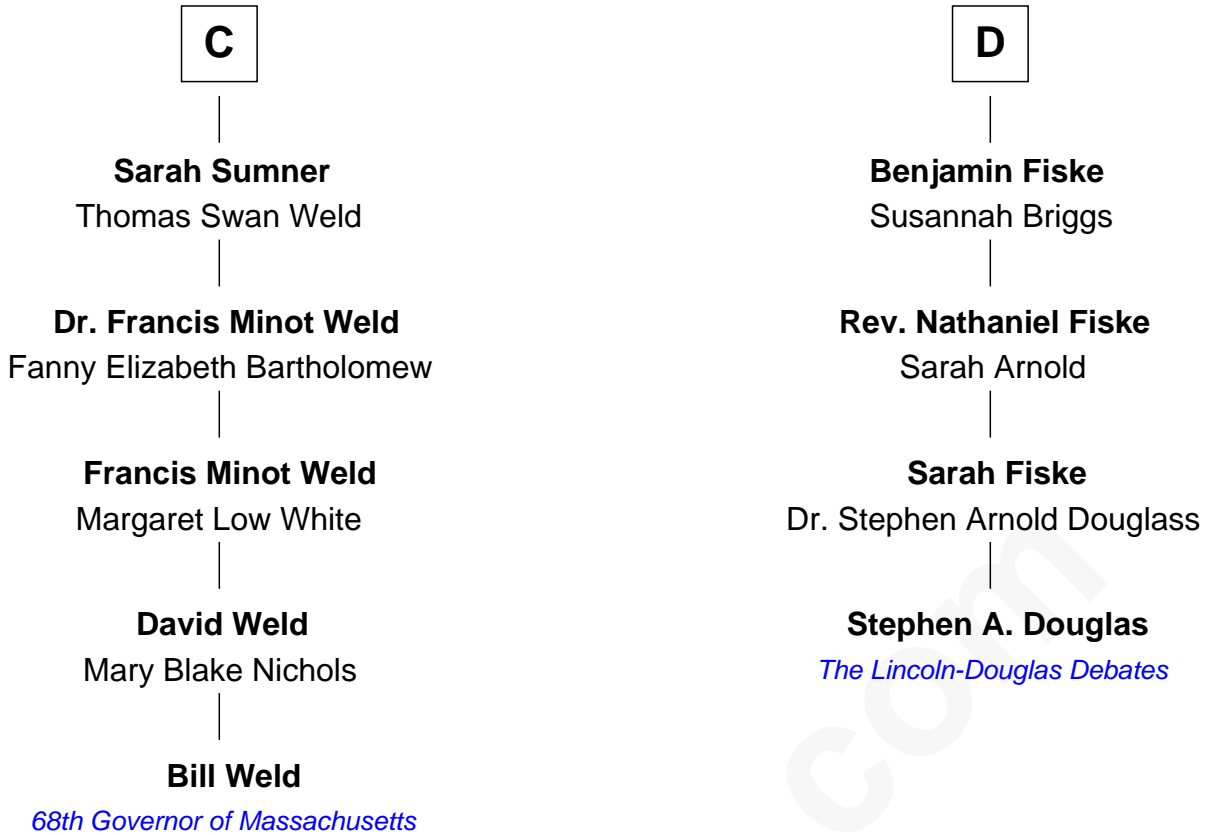 C
Sarah Sumner
Thomas Swan Weld
Dr. Francis Minot Weld
Fanny Elizabeth Bartholomew
Francis Minot Weld
Margaret Low White
David Weld
Mary Blake Nichols
Bill Weld
68th Governor of Massachusetts
D
Benjamin Fiske
Susannah Briggs
Rev. Nathaniel Fiske
Sarah Arnold
Sarah Fiske
Dr. Stephen Arnold Douglass
Stephen A. Douglas
The Lincoln-Douglas Debates
com